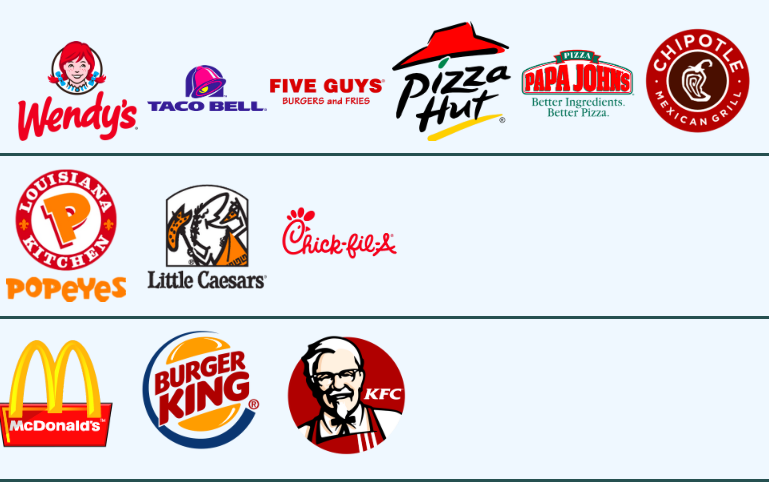 Wendy's
TACO BELL
FIVE GUYS®
BURGERS and FRIES
Pizza
Hut®
PIZZA
PAPA JOHNS
Better Ingredients.
Better Pizza.
CHIPOTLE
MEXICAN GRILL
LOUISIANA
P
KITCHEN
POPEYES
Little Caesars®
Chick-fil-A®
McDonald's™
BURGER
KING®
KFC